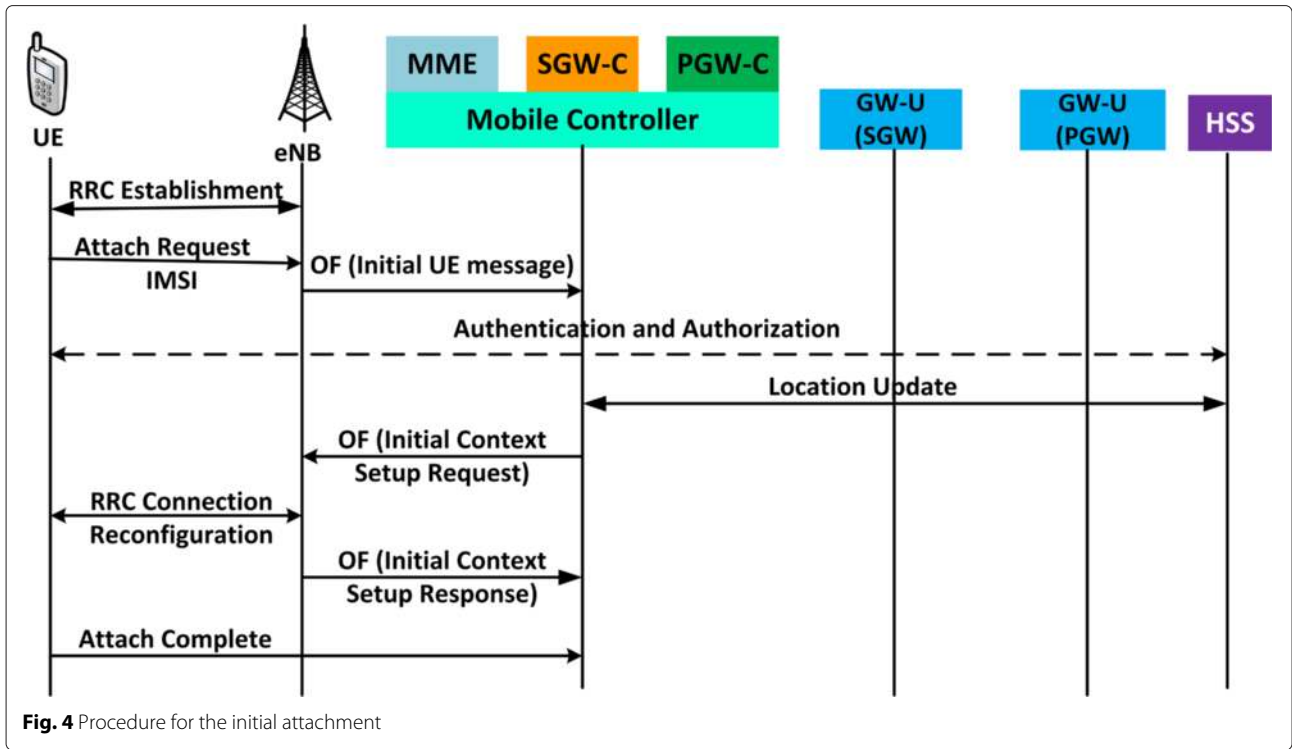 MME
SGW-C
PGW-C
Mobile Controller
GW-U
(SGW)
GW-U
(PGW)
HSS
UE
eNB
RRC Establishment
Attach Request
IMSI
OF (Initial UE message)
Authentication and Authorization
Location Update
OF (Initial Context
Setup Request)
RRC Connection
Reconfiguration
OF (Initial Context
Setup Response)
Attach Complete
Fig. 4 Procedure for the initial attachment